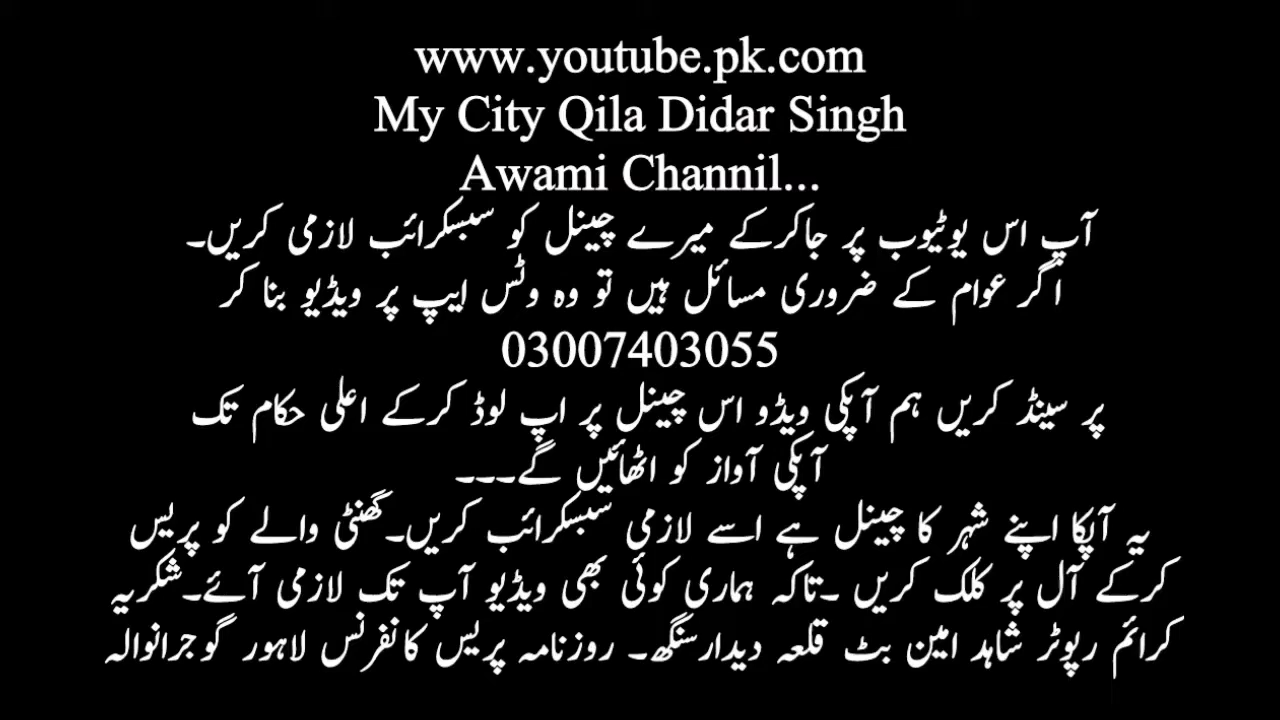 www.youtube.pk.com
My City Qila Didar Singh
Awami Channil...
آپ اس یوٹیوب پر جاکرکے میرے چینل کو سبسکرائب لازمی کریں۔
اگر عوام کے ضروری مسائل ہیں تو وہ وٹس ایپ پر ویڈیو بنا کر
03007403055
پر سینڈ کریں ہم آپکی ویڈو اس چینل پر اپ لوڈ کرکے اعلی حکام تک
آپکی آواز کو اٹھائیں گے۔۔۔
یہ آپکا اپنے شہر کا چینل ہے اسے لازمی سبسکرائب کریں۔گھنٹی والے کو پریس
کرکے آل پر کلک کریں ۔تاکہ ہماری کوئی بھی ویڈیو آپ تک لازمی آئے۔شکریہ
کرائم رپوٹر شاہد امین بٹ قلعہ دیدارسنگھ۔ روزنامہ پریس کانفرنس لاہور گوجرانوالہ